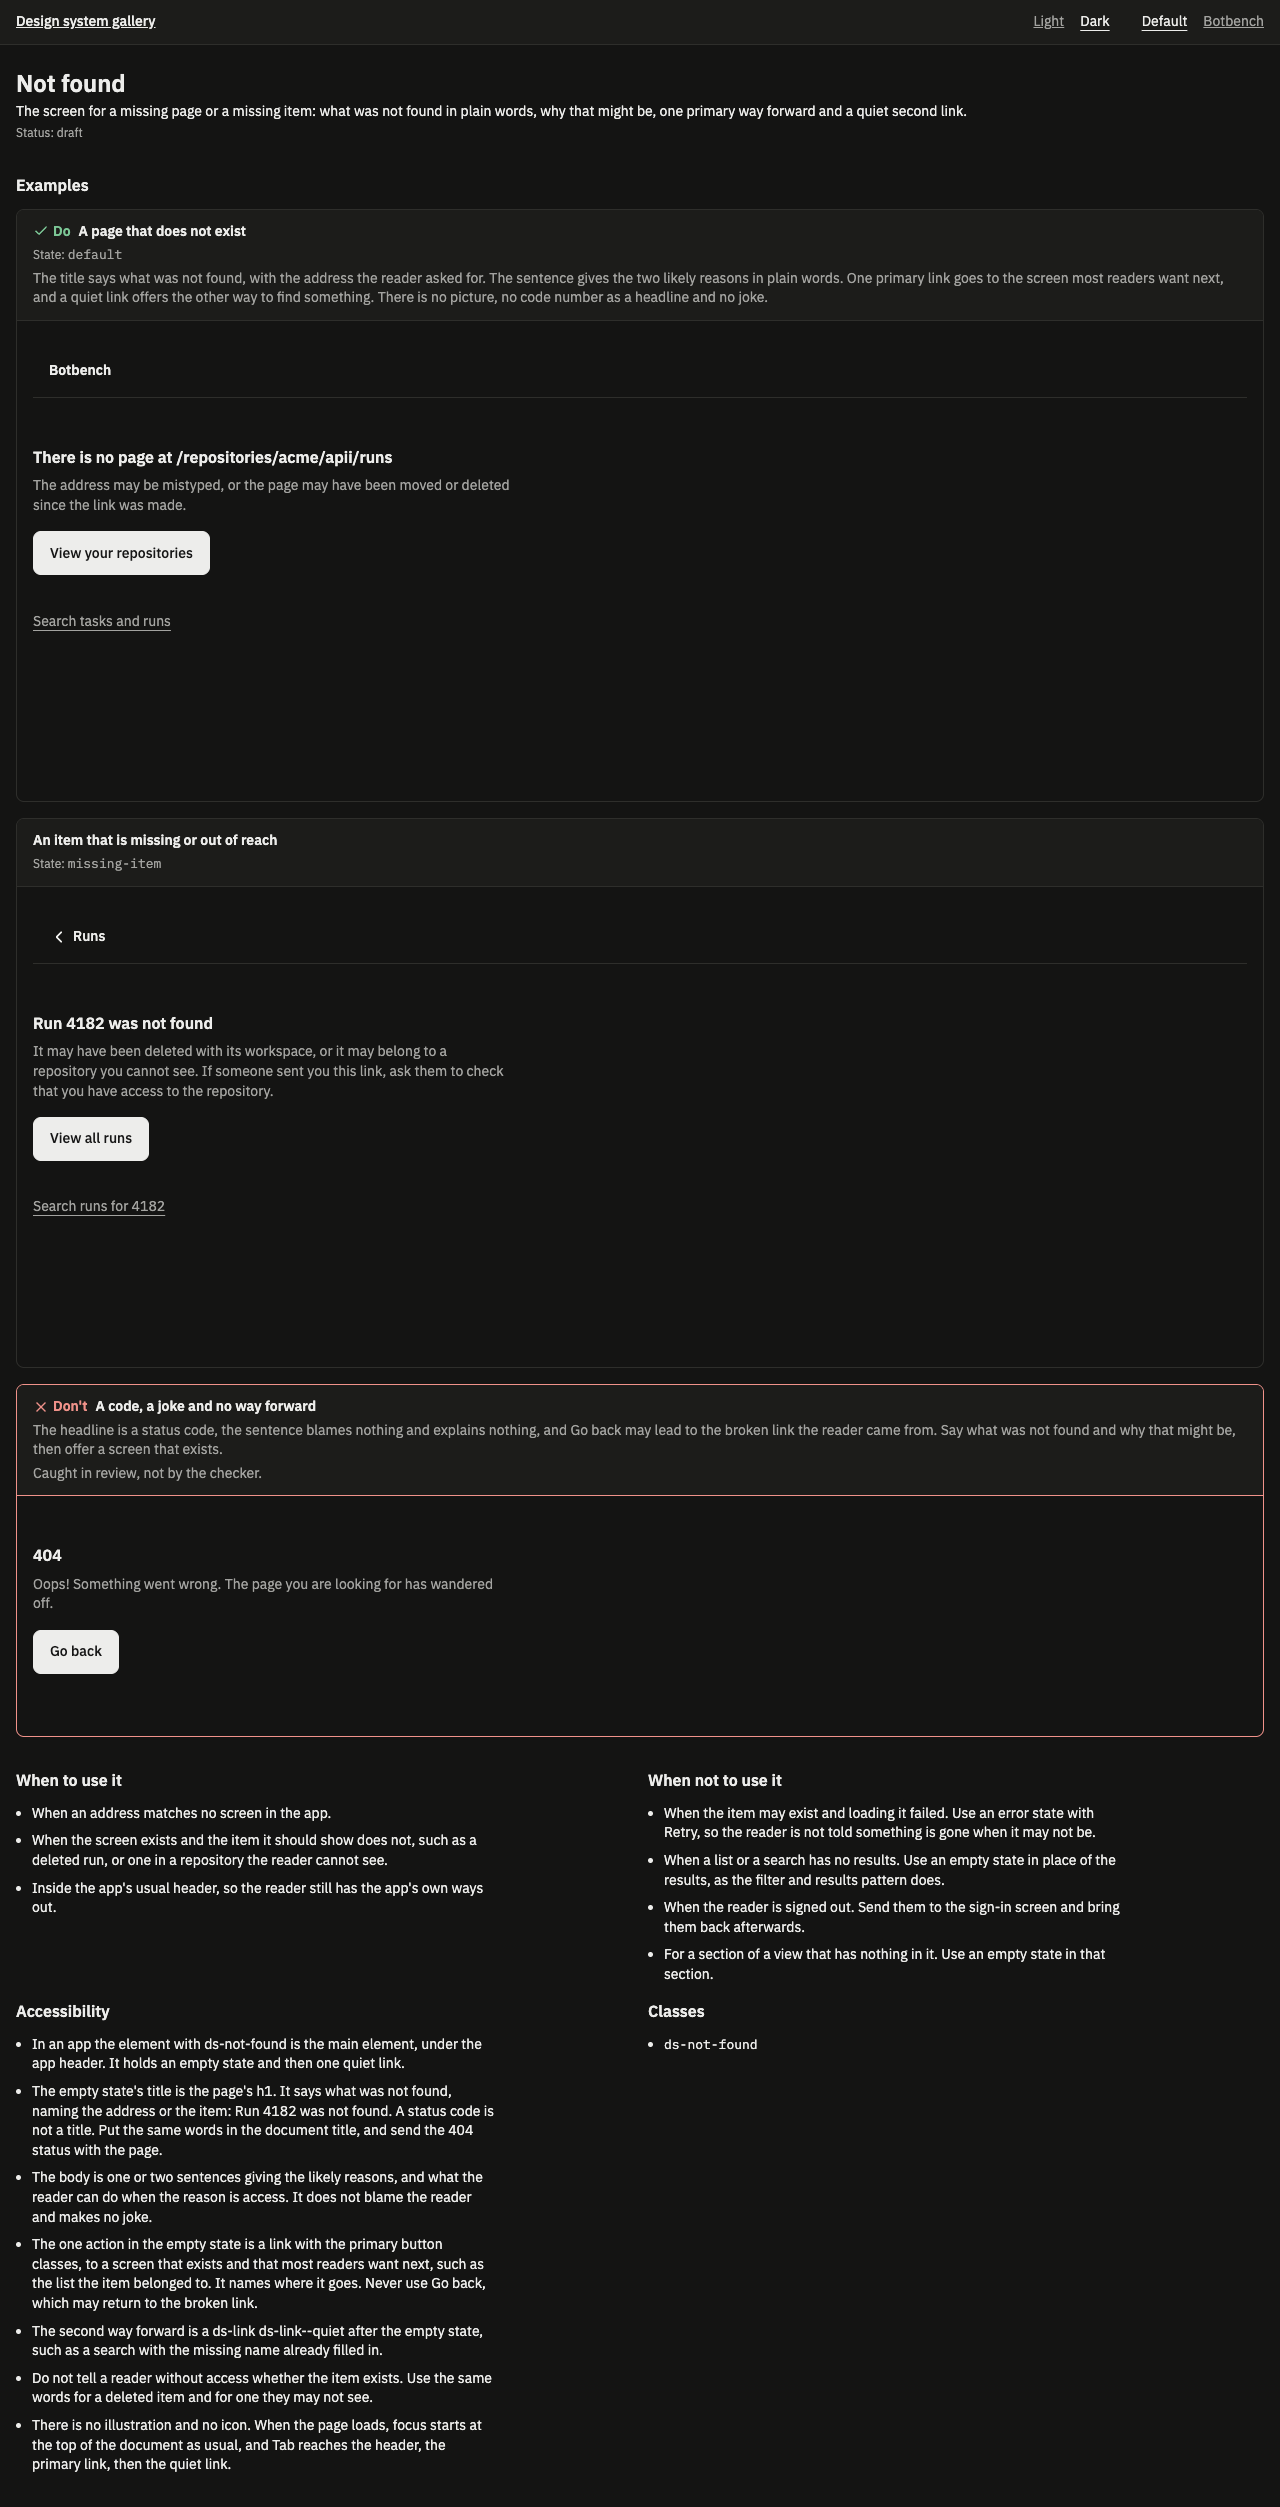 Design system gallery
Light Dark Default Botbench
Not found
The screen for a missing page or a missing item: what was not found in plain words, why that might be, one primary way forward and a quiet second link.
Status: draft
Examples
Do A page that does not exist
State: default
The title says what was not found, with the address the reader asked for. The sentence gives the two likely reasons in plain words. One primary link goes to the screen most readers want next,
and a quiet link offers the other way to find something. There is no picture, no code number as a headline and no joke.
Botbench
There is no page at /repositories/acme/apii/runs
The address may be mistyped, or the page may have been moved or deleted
since the link was made.
View your repositories
Search tasks and runs
An item that is missing or out of reach
State: missing-item
Runs
Run 4182 was not found
It may have been deleted with its workspace, or it may belong to a
repository you cannot see. If someone sent you this link, ask them to check
that you have access to the repository.
View all runs
Search runs for 4182
Don't A code, a joke and no way forward
The headline is a status code, the sentence blames nothing and explains nothing, and Go back may lead to the broken link the reader came from. Say what was not found and why that might be,
then offer a screen that exists.
Caught in review, not by the checker.
404
Oops! Something went wrong. The page you are looking for has wandered
off.
Go back
When to use it
When an address matches no screen in the app.
When the screen exists and the item it should show does not, such as a
deleted run, or one in a repository the reader cannot see.
Inside the app's usual header, so the reader still has the app's own ways
out.
When not to use it
When the item may exist and loading it failed. Use an error state with
Retry, so the reader is not told something is gone when it may not be.
When a list or a search has no results. Use an empty state in place of the
results, as the filter and results pattern does.
When the reader is signed out. Send them to the sign-in screen and bring
them back afterwards.
For a section of a view that has nothing in it. Use an empty state in that
section.
Accessibility
In an app the element with ds-not-found is the main element, under the
app header. It holds an empty state and then one quiet link.
The empty state's title is the page's h1. It says what was not found,
naming the address or the item: Run 4182 was not found. A status code is
not a title. Put the same words in the document title, and send the 404
status with the page.
The body is one or two sentences giving the likely reasons, and what the
reader can do when the reason is access. It does not blame the reader
and makes no joke.
The one action in the empty state is a link with the primary button
classes, to a screen that exists and that most readers want next, such as
the list the item belonged to. It names where it goes. Never use Go back,
which may return to the broken link.
The second way forward is a ds-link ds-link--quiet after the empty state,
such as a search with the missing name already filled in.
Do not tell a reader without access whether the item exists. Use the same
words for a deleted item and for one they may not see.
There is no illustration and no icon. When the page loads, focus starts at
the top of the document as usual, and Tab reaches the header, the
primary link, then the quiet link.
Classes
ds-not-found